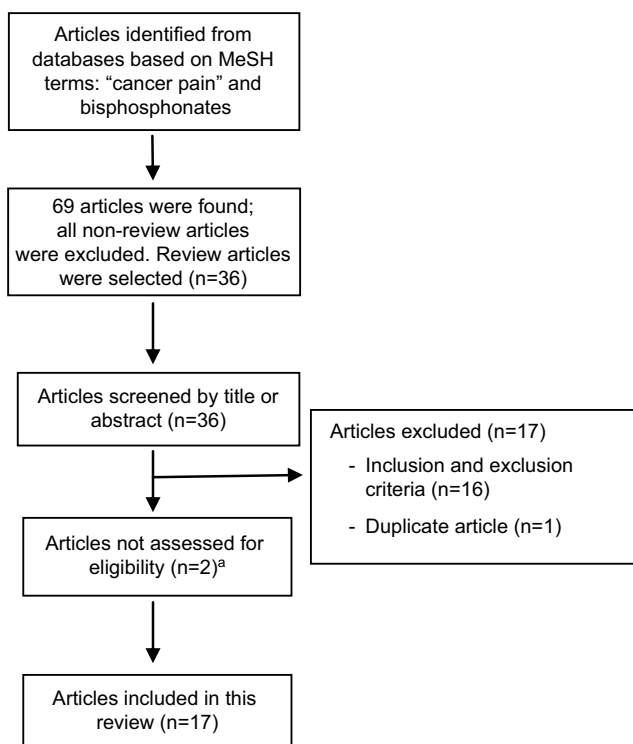 Articles identified from
databases based on MeSH
terms: “cancer pain” and
bisphosphonates
69 articles were found;
all non-review articles
were excluded. Review articles
were selected (n=36)
Articles screened by title or
abstract (n=36)
Articles excluded (n=17)
- Inclusion and exclusion
criteria (n=16)
- Duplicate article (n=1)
Articles not assessed for
eligibility (n=2)ᵃ
Articles included in this
review (n=17)